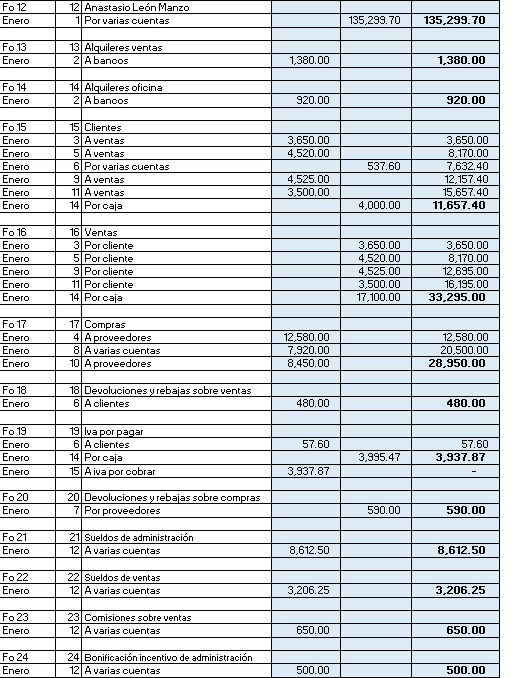 Fo 12 12 Anastasio León Manzo
Enero 1 Por varias cuentas 135,299.70 135,299.70
Fo 13 13 Alquileres ventas
Enero 2 A bancos 1,380.00 1,380.00
Fo 14 14 Alquileres oficina
Enero 2 A bancos 920.00 920.00
Fo 15 15 Clientes
Enero 3 A ventas 3,650.00 3,650.00
Enero 5 A ventas 4,520.00 8,170.00
Enero 6 Por varias cuentas 537.60 7,632.40
Enero 9 A ventas 4,525.00 12,157.40
Enero 11 A ventas 3,500.00 15,657.40
Enero 14 Por caja 4,000.00 11,657.40
Fo 16 16 Ventas
Enero 3 Por cliente 3,650.00 3,650.00
Enero 5 Por cliente 4,520.00 8,170.00
Enero 9 Por cliente 4,525.00 12,695.00
Enero 11 Por cliente 3,500.00 16,195.00
Enero 14 Por caja 17,100.00 33,295.00
Fo 17 17 Compras
Enero 4 A proveedores 12,580.00 12,580.00
Enero 8 A varias cuentas 7,920.00 20,500.00
Enero 10 A proveedores 8,450.00 28,950.00
Fo 18 18 Devoluciones y rebajas sobre ventas
Enero 6 A clientes 480.00 480.00
Fo 19 19 Iva por pagar
Enero 6 A clientes 57.60 57.60
Enero 14 Por caja 3,995.47 3,937.87
Enero 15 A iva por cobrar 3,937.87 -
Fo 20 20 Devoluciones y rebajas sobre compras
Enero 7 Por proveedores 590.00 590.00
Fo 21 21 Sueldos de administración
Enero 12 A varias cuentas 8,612.50 8,612.50
Fo 22 22 Sueldos de ventas
Enero 12 A varias cuentas 3,206.25 3,206.25
Fo 23 23 Comisiones sobre ventas
Enero 12 A varias cuentas 650.00 650.00
Fo 24 24 Bonificación incentivo de administración
Enero 12 A varias cuentas 500.00 500.00